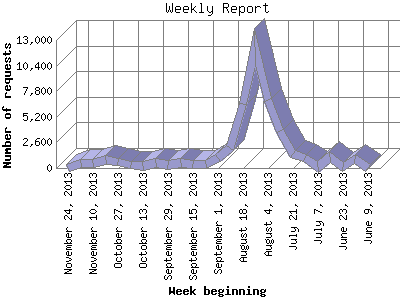 Weekly Report
Number of requests
13,000
10,400
7,800
5,200
2,600
0
November 24, 2013
November 10, 2013
October 27, 2013
October 13, 2013
September 29, 2013
September 15, 2013
September 1, 2013
August 18, 2013
August 4, 2013
July 21, 2013
July 7, 2013
June 23, 2013
June 9, 2013
Week beginning